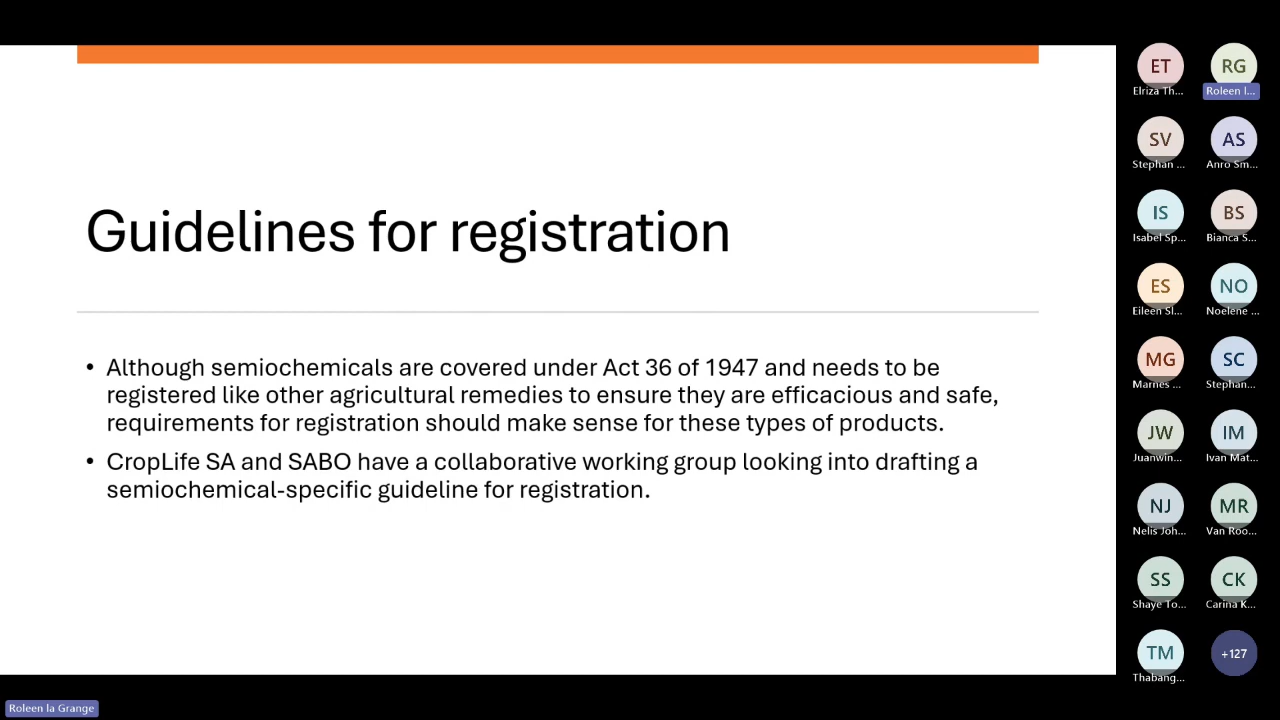 Guidelines for registration
• Although semiochemicals are covered under Act 36 of 1947 and needs to be
registered like other agricultural remedies to ensure they are efficacious and safe,
requirements for registration should make sense for these types of products.
• CropLife SA and SABO have a collaborative working group looking into drafting a
semiochemical-specific guideline for registration.
ET
Elriza Th...
RG
Roleen l...
SV
Stephan ...
AS
Anro Sm...
IS
Isabel Sp...
BS
Bianca S...
ES
Eileen Sl...
NO
Noelene ...
MG
Marnes ...
SC
Stephan...
JW
Juanwin...
IM
Ivan Mat...
NJ
Nelis Joh...
MR
Van Roo...
SS
Shaye To...
CK
Carina K...
TM
Thabang...
+127
Roleen la Grange